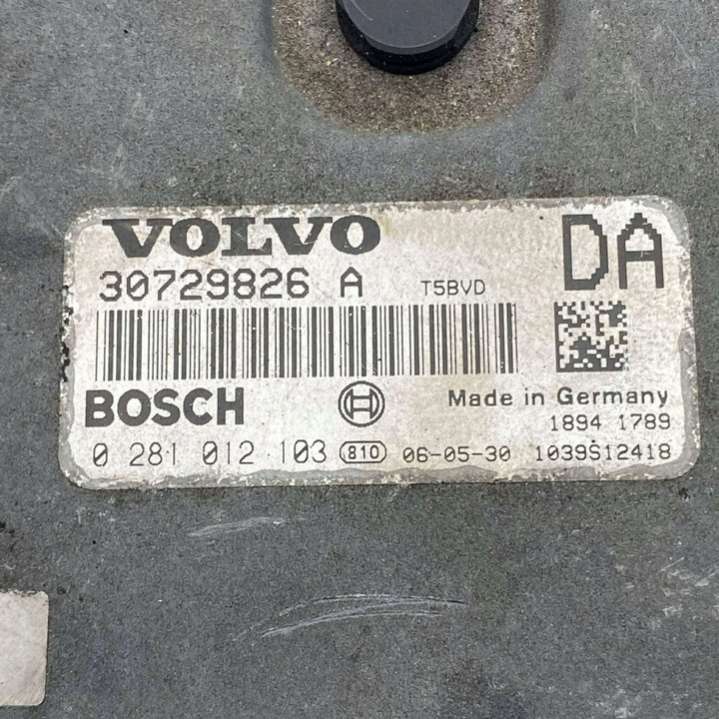 VOLVO
DA
30729826 A T5BVD
BOSCH
Made in Germany
1894 1789
0 281 012 103 810 06-05-30 1039S12418